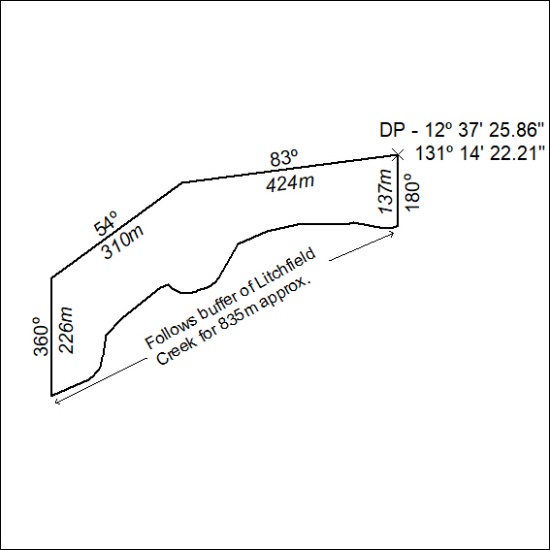 DP - 12º 37' 25.86"
131º 14' 22.21"
83º
424m
137m
180º
54º
310m
360º
226m
Follows buffer of Litchfield
Creek for 835m approx.